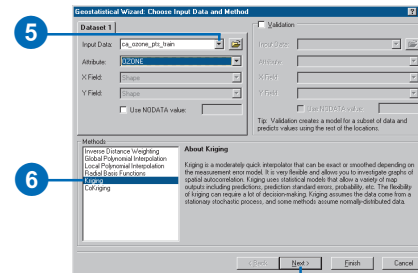 Geostatistical Wizard: Choose Input Data and Method
?
Dataset 1
Validation
5
Input Data: ca_ozone_pts_train
Input Data:
Attribute: OZONE
Attribute:
X Field: Shape
X Field:
Y Field: Shape
Y Field:
Use NODATA value:
Use NODATA value:
Tip: Validation creates a model for a subset of data and
predicts values using the rest of the locations.
Methods
Inverse Distance Weighting
Global Polynomial Interpolation
Local Polynomial Interpolation
Radial Basis Functions
Kriging
CoKriging
6
About Kriging
Kriging is a moderately quick interpolator that can be exact or smoothed depending on
the measurement error model. It is very flexible and allows you to investigate graphs of
spatial autocorrelation. Kriging uses statistical models that allow a variety of map
outputs including predictions, prediction standard errors, probability, etc. The flexibility
of kriging can require a lot of decision-making. Kriging assumes the data come from a
stationary stochastic process, and some methods assume normally-distributed data.
< Back
Next >
Finish
Cancel